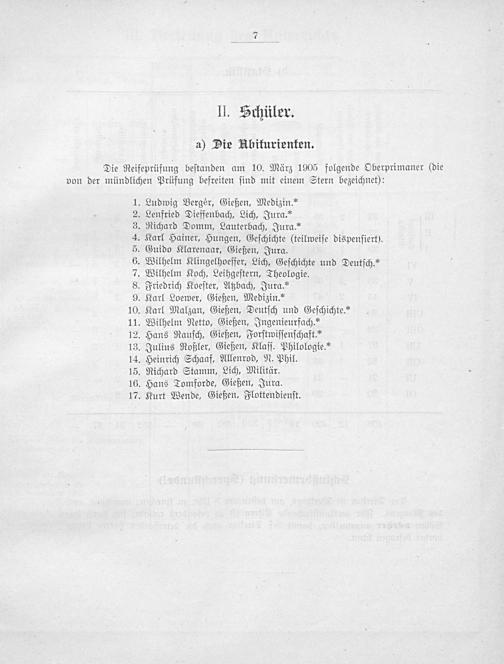 7
II. Schüler.
a) Die Abiturienten.
Die Reifeprüfung bestanden am 10. März 1905 folgende Oberprimaner (die
von der mündlichen Prüfung befreiten sind mit einem Stern bezeichnet):
1. Ludwig Bergér, Gießen, Medizin.*
2. Lenfried Dieffenbach, Lich, Jura.*
3. Richard Domm, Lauterbach, Jura.*
4. Karl Hainer, Hungen, Geschichte (teilweise dispensiert).
5. Guido Klarenaar, Gießen, Jura.
6. Wilhelm Klingelhoeffer, Lich, Geschichte und Deutsch.*
7. Wilhelm Koch, Leihgestern, Theologie.
8. Friedrich Koester, Atzbach, Jura.*
9. Karl Loewer, Gießen, Medizin.*
10. Karl Malzan, Gießen, Deutsch und Geschichte.*
11. Wilhelm Netto, Gießen, Ingenieurfach.*
12. Hans Rausch, Gießen, Forstwissenschaft.*
13. Julius Roßler, Gießen, Klass. Philologie.*
14. Heinrich Schaaf, Allenrod, N. Phil.
15. Richard Stamm, Lich, Militär.
16. Hans Tomforde, Gießen, Jura.
17. Kurt Wende, Gießen, Flottendienst.